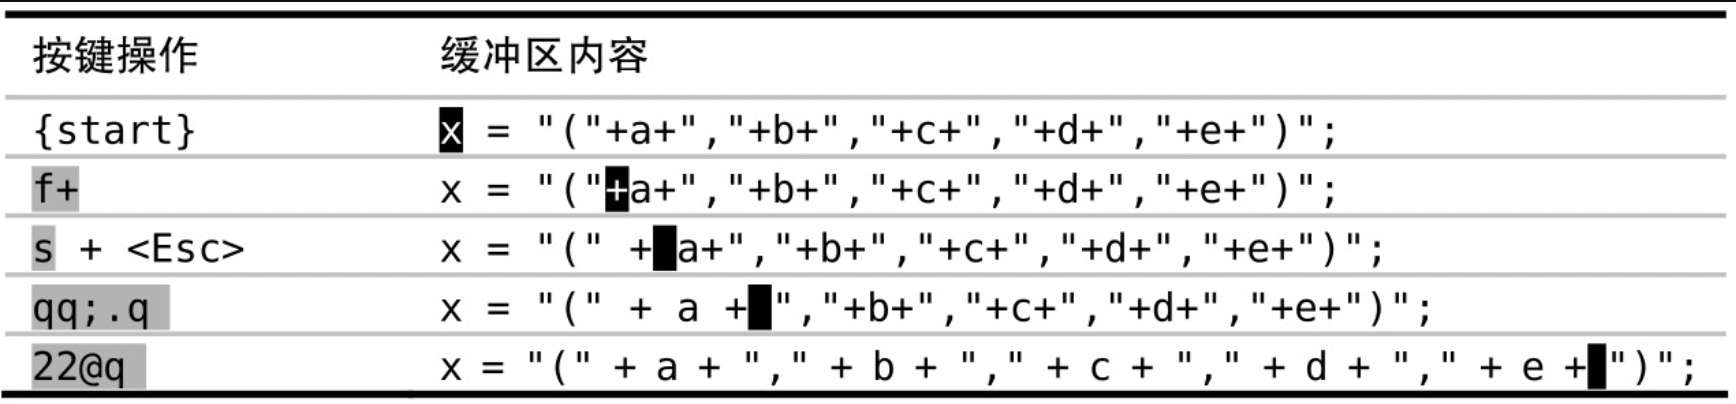 按键操作 缓冲区内容
{start} x = "("+a+","+b+","+c+","+d+","+e+")";
f+ x = "("+a+","+b+","+c+","+d+","+e+")";
s + <Esc> x = "(" + a+","+b+","+c+","+d+","+e+")";
qq;.q x = "(" + a + ","+b+","+c+","+d+","+e+")";
22@q x = "(" + a + "," + b + "," + c + "," + d + "," + e + ")";